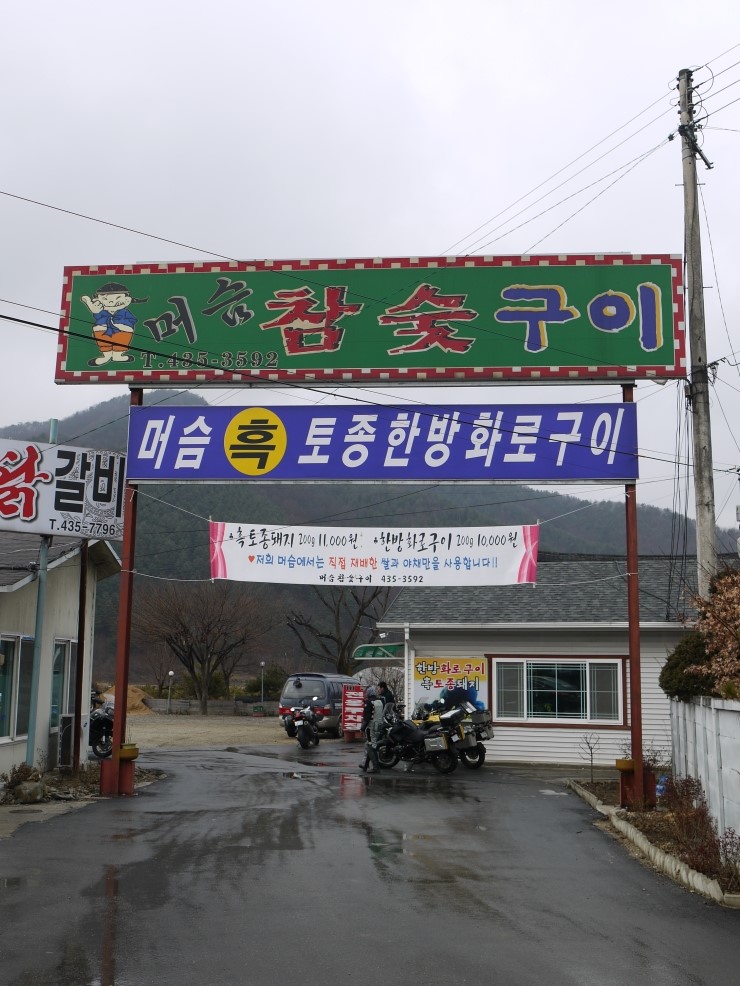 머슴 참숯구이
T.435-3592
머슴 흑 토종한방화로구이
닭갈비
T.435-7796
흑토종돼지 200g 11,000원 한방화로구이 200g 10,000원
♥저희 머슴에서는 직접 재배한 쌀과 야채만을 사용합니다!!
머슴참숯구이 435-3592
한방화로구이
흑토종돼지